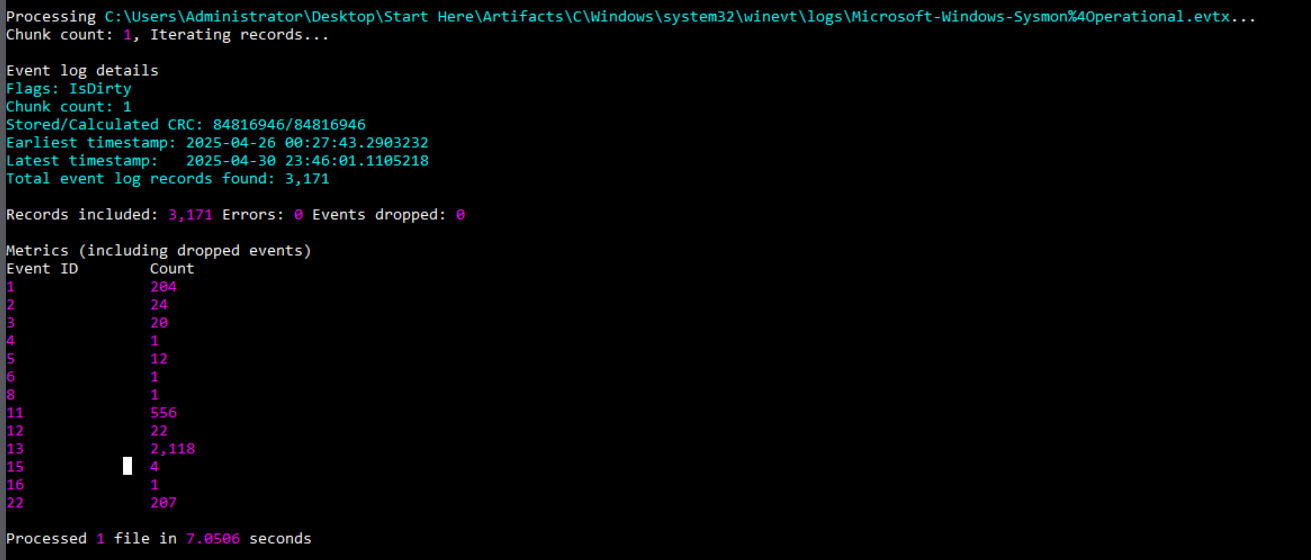 Processing C:\Users\Administrator\Desktop\Start Here\Artifacts\C\Windows\system32\winevt\logs\Microsoft-Windows-Sysmon%4Operational.evtx...
Chunk count: 1, Iterating records...
Event log details
Flags: IsDirty
Chunk count: 1
Stored/Calculated CRC: 84816946/84816946
Earliest timestamp: 2025-04-26 00:27:43.2903232
Latest timestamp:   2025-04-30 23:46:01.1105218
Total event log records found: 3,171
Records included: 3,171 Errors: 0 Events dropped: 0
Metrics (including dropped events)
Event ID        Count
1               204
2               24
3               20
4               1
5               12
6               1
8               1
11              556
12              22
13              2,118
15              4
16              1
22              207
Processed 1 file in 7.0506 seconds